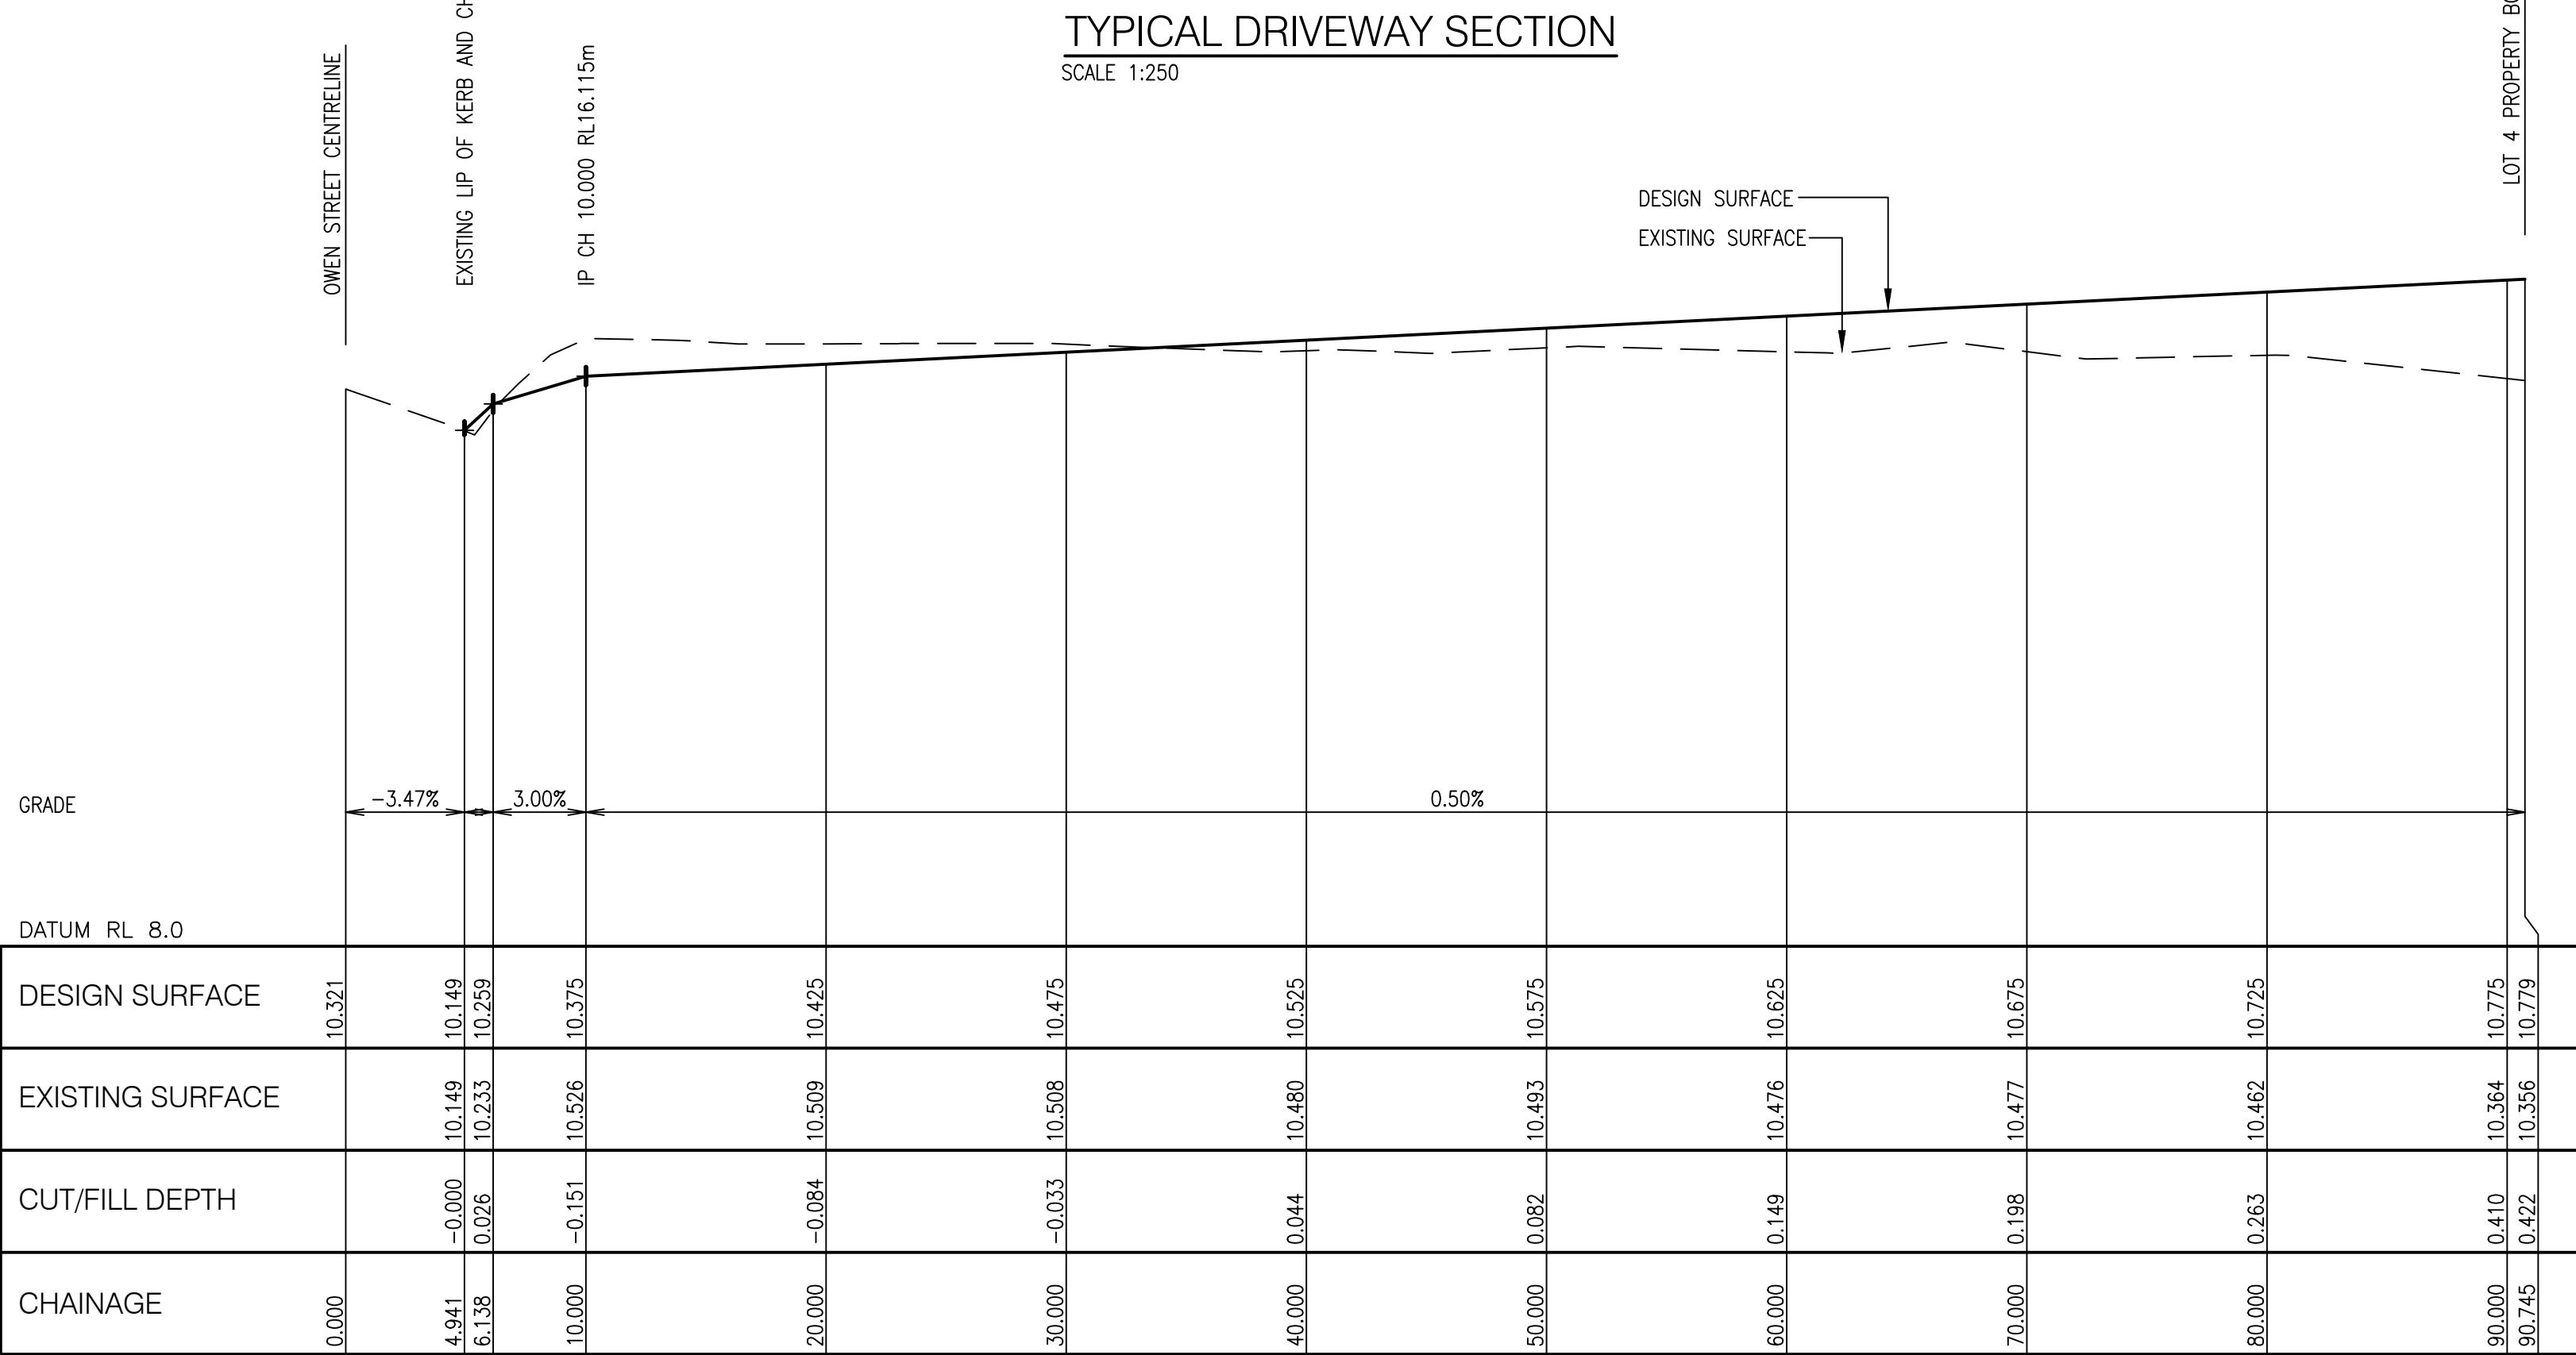 TYPICAL DRIVEWAY SECTION
SCALE 1:250
OWEN STREET CENTRELINE
EXISTING LIP OF KERB AND
IP CH 10.000 RL16.115m
LOT 4 PROPERTY
DESIGN SURFACE
EXISTING SURFACE
GRADE -3.47% 3.00% 0.50%
DATUM RL 8.0
DESIGN SURFACE 10.321 10.149 10.259 10.375 10.425 10.475 10.525 10.575 10.625 10.675 10.725 10.775 10.779
EXISTING SURFACE 10.149 10.233 10.526 10.509 10.508 10.480 10.493 10.476 10.477 10.462 10.364 10.356
CUT/FILL DEPTH -0.000 0.026 -0.151 -0.084 -0.033 0.044 0.082 0.149 0.198 0.263 0.410 0.422
CHAINAGE 0.000 4.941 6.138 10.000 20.000 30.000 40.000 50.000 60.000 70.000 80.000 90.000 90.745